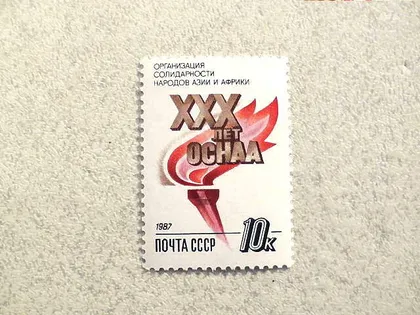 ОРГАНИЗАЦИЯ
СОЛИДАРНОСТИ
НАРОДОВ АЗИИ И АФРИКИ
XXX
ЛЕТ
ОСНАА
1987
ПОЧТА СССР
10к